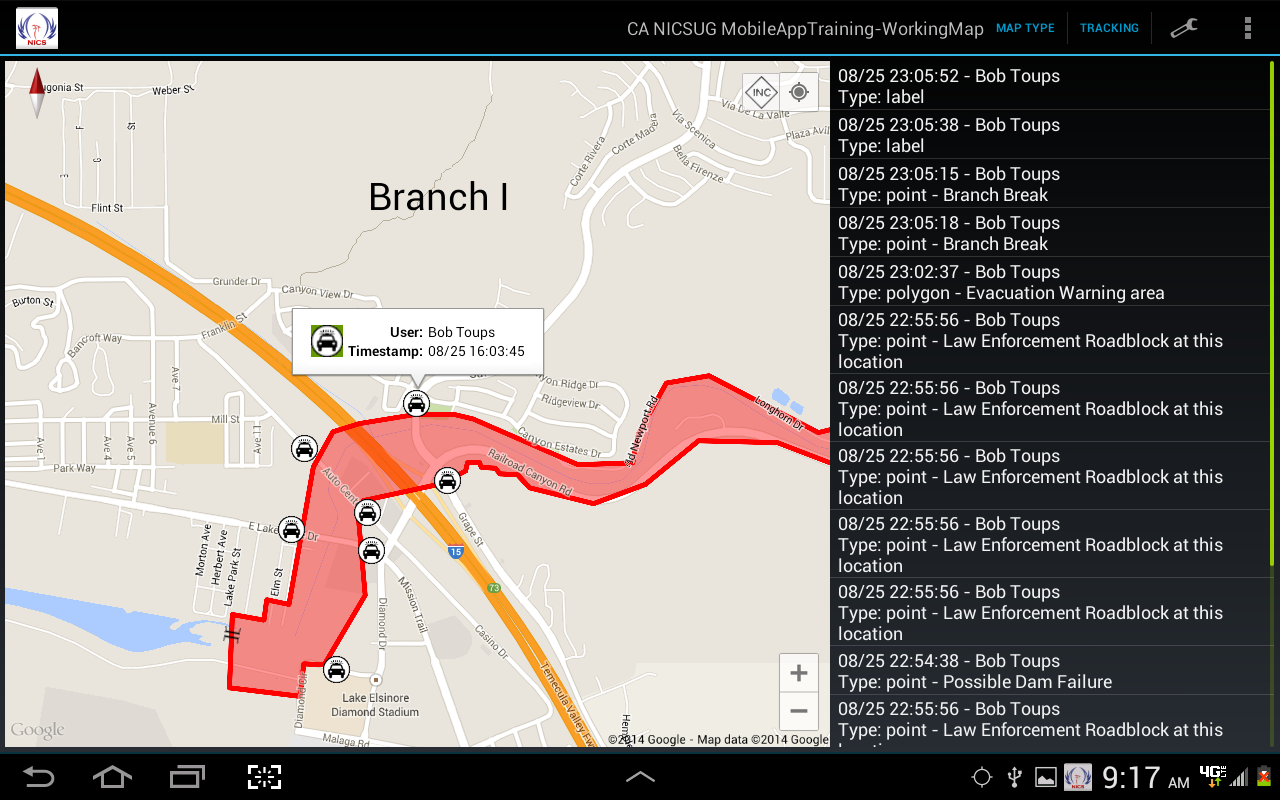 NICS
CA NICSUG MobileAppTraining-WorkingMap
MAP TYPE
TRACKING
ugonia St
Weber St
INC
Via De La Valle
Plaza Avil
F
St
G
E
Corte Madera
Via Scenica
Corte Rivera
Bella Firenze
Branch I
Flint St
Grunder Dr
Canyon View Dr
Burton St
Franklin St
Bancroft Way
User: Bob Toups
Timestamp: 08/25 16:03:45
Ave 7
yon Ridge Dr
Ridgeview Dr
Avenue 6
Mill St
Ave 1
Ave 5
Ave 4
Park Way
Canyon Estates Dr
Railroad Canyon Rd
Newport Rd
Longhorn Dr
Auto Cent
E Lake
Dr
Grape St
Morton Ave
Herbert Ave
Lake Park St
Elm St
15
73
Mission Trail
Diamond Dr
Casino Dr
Lake Elsinore
Diamond Stadium
Diamond Cir
Malaga Rd
Temecula Valley Fw
Google
©2014 Google - Map data ©2014 Google
08/25 23:05:52 - Bob Toups
Type: label
08/25 23:05:38 - Bob Toups
Type: label
08/25 23:05:15 - Bob Toups
Type: point - Branch Break
08/25 23:05:18 - Bob Toups
Type: point - Branch Break
08/25 23:02:37 - Bob Toups
Type: polygon - Evacuation Warning area
08/25 22:55:56 - Bob Toups
Type: point - Law Enforcement Roadblock at this
location
08/25 22:55:56 - Bob Toups
Type: point - Law Enforcement Roadblock at this
location
08/25 22:55:56 - Bob Toups
Type: point - Law Enforcement Roadblock at this
location
08/25 22:55:56 - Bob Toups
Type: point - Law Enforcement Roadblock at this
location
08/25 22:55:56 - Bob Toups
Type: point - Law Enforcement Roadblock at this
location
08/25 22:54:38 - Bob Toups
Type: point - Possible Dam Failure
08/25 22:55:56 - Bob Toups
Type: point - Law Enforcement Roadblock at this
NICS
9:17 AM
4G LTE